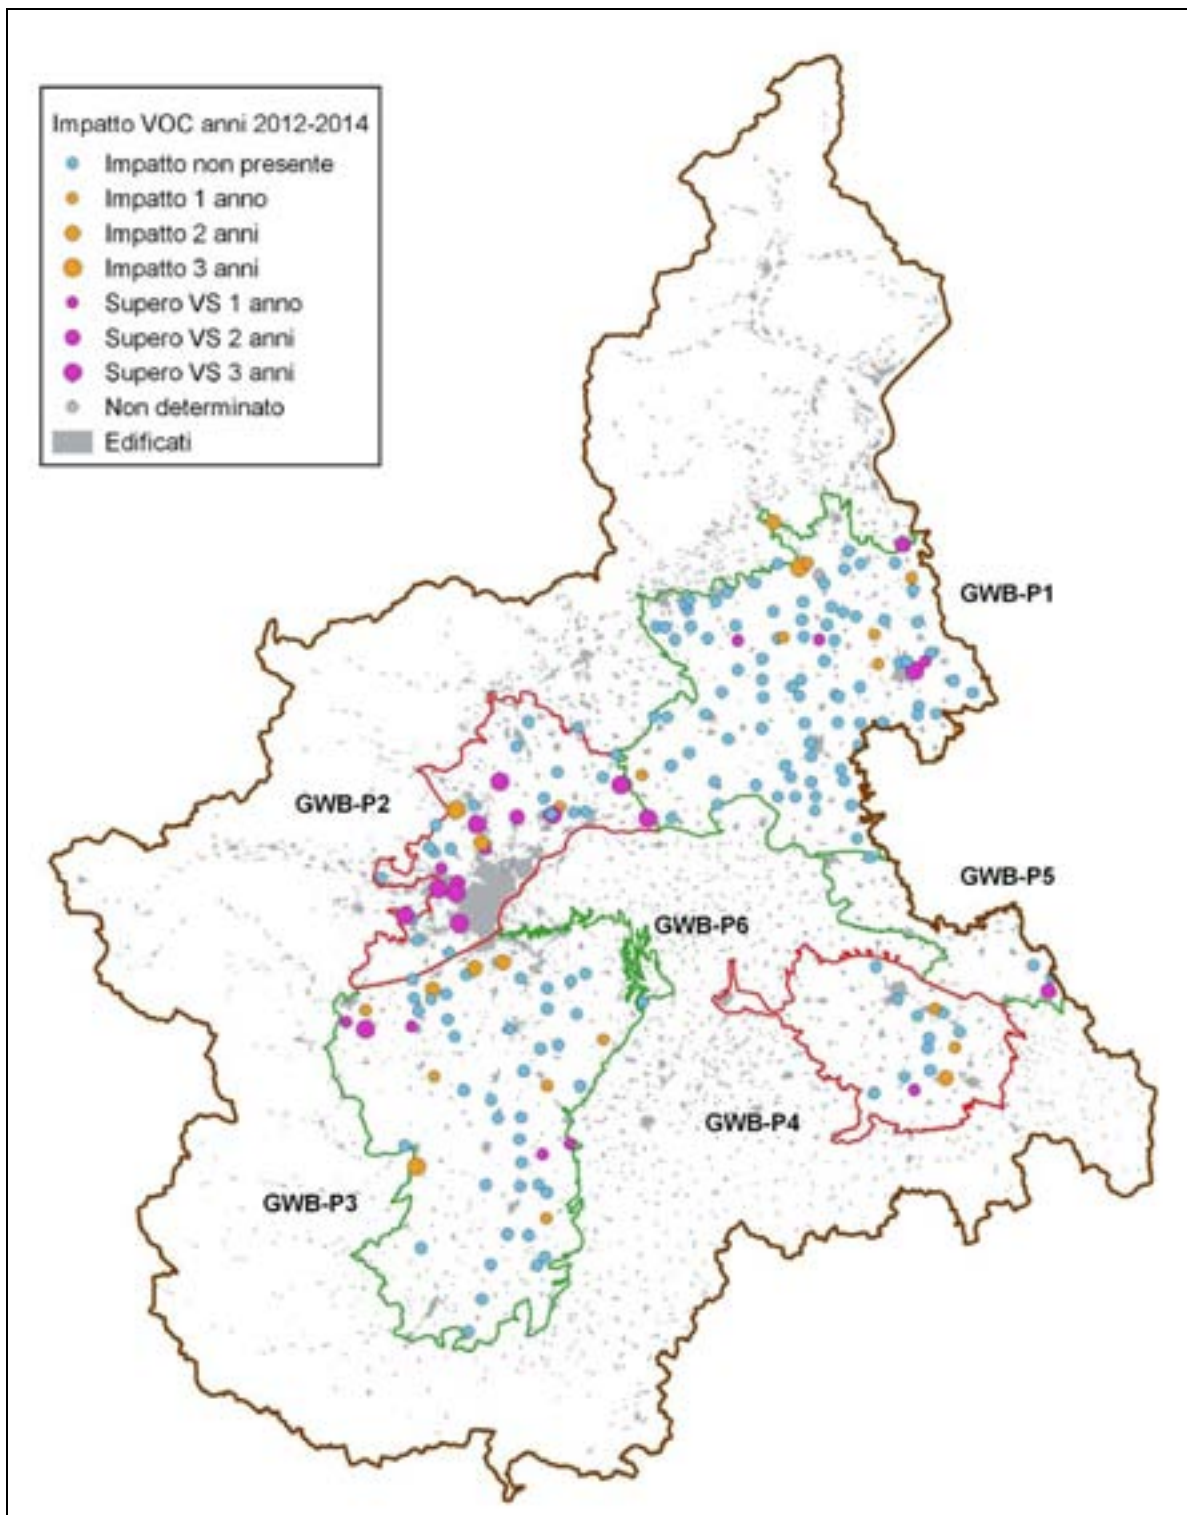 Impatto VOC anni 2012-2014
Impatto non presente
Impatto 1 anno
Impatto 2 anni
Impatto 3 anni
Supero VS 1 anno
Supero VS 2 anni
Supero VS 3 anni
Non determinato
Edificati
GWB-P1
GWB-P2
GWB-P5
GWB-P6
GWB-P4
GWB-P3